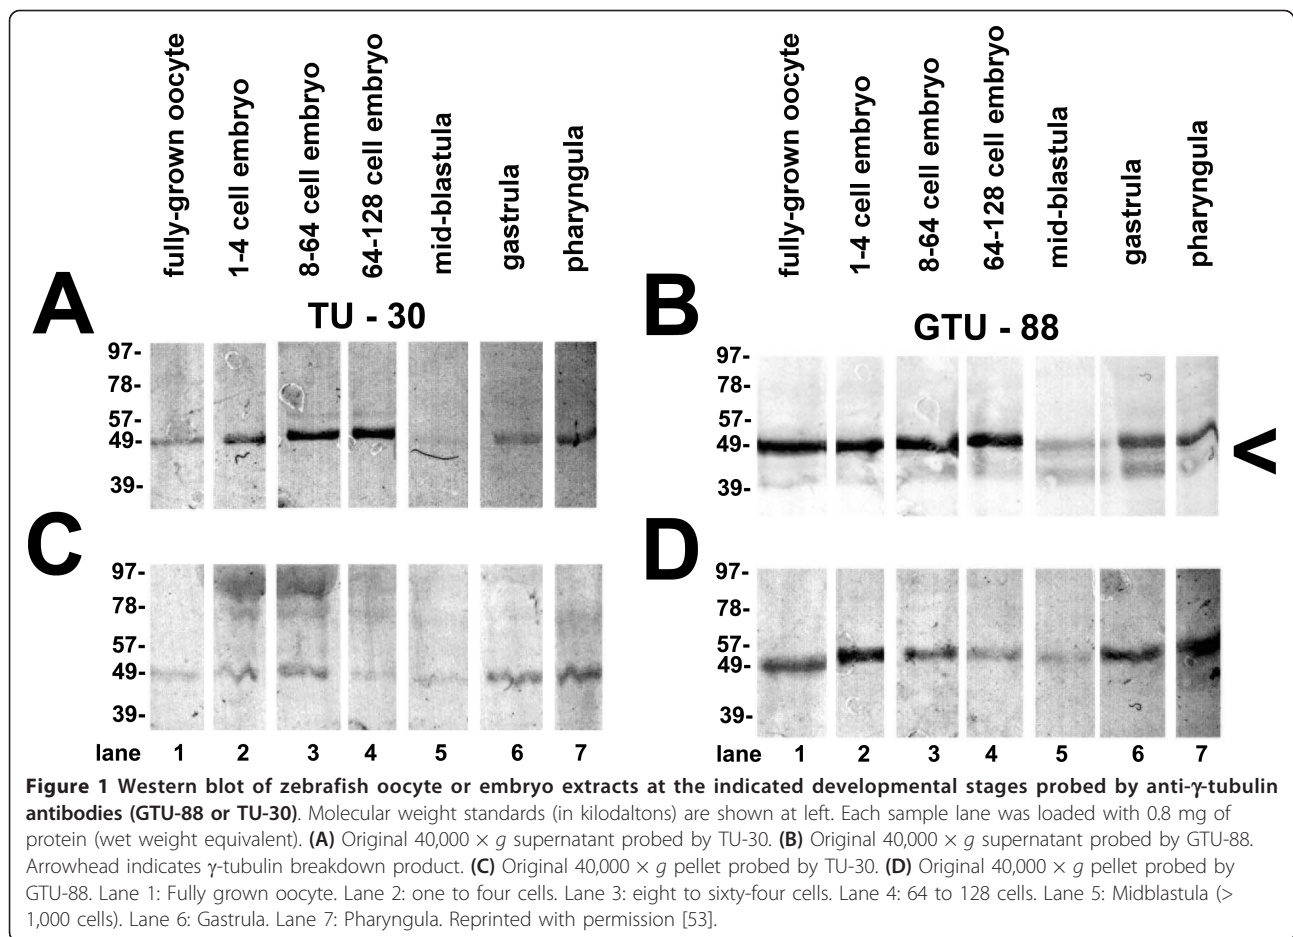 fully-grown oocyte
1-4 cell embryo
8-64 cell embryo
64-128 cell embryo
mid-blastula
gastrula
pharyngula
fully-grown oocyte
1-4 cell embryo
8-64 cell embryo
64-128 cell embryo
mid-blastula
gastrula
pharyngula
A
TU - 30
97-
78-
57-
49-
39-
B
GTU - 88
97-
78-
57-
49-
39-
<
C
97-
78-
57-
49-
39-
lane 1 2 3 4 5 6 7
D
97-
78-
57-
49-
39-
lane 1 2 3 4 5 6 7
Figure 1 Western blot of zebrafish oocyte or embryo extracts at the indicated developmental stages probed by anti-γ-tubulin
antibodies (GTU-88 or TU-30). Molecular weight standards (in kilodaltons) are shown at left. Each sample lane was loaded with 0.8 mg of
protein (wet weight equivalent). (A) Original 40,000 × g supernatant probed by TU-30. (B) Original 40,000 × g supernatant probed by GTU-88.
Arrowhead indicates γ-tubulin breakdown product. (C) Original 40,000 × g pellet probed by TU-30. (D) Original 40,000 × g pellet probed by
GTU-88. Lane 1: Fully grown oocyte. Lane 2: one to four cells. Lane 3: eight to sixty-four cells. Lane 4: 64 to 128 cells. Lane 5: Midblastula (>
1,000 cells). Lane 6: Gastrula. Lane 7: Pharyngula. Reprinted with permission [53].